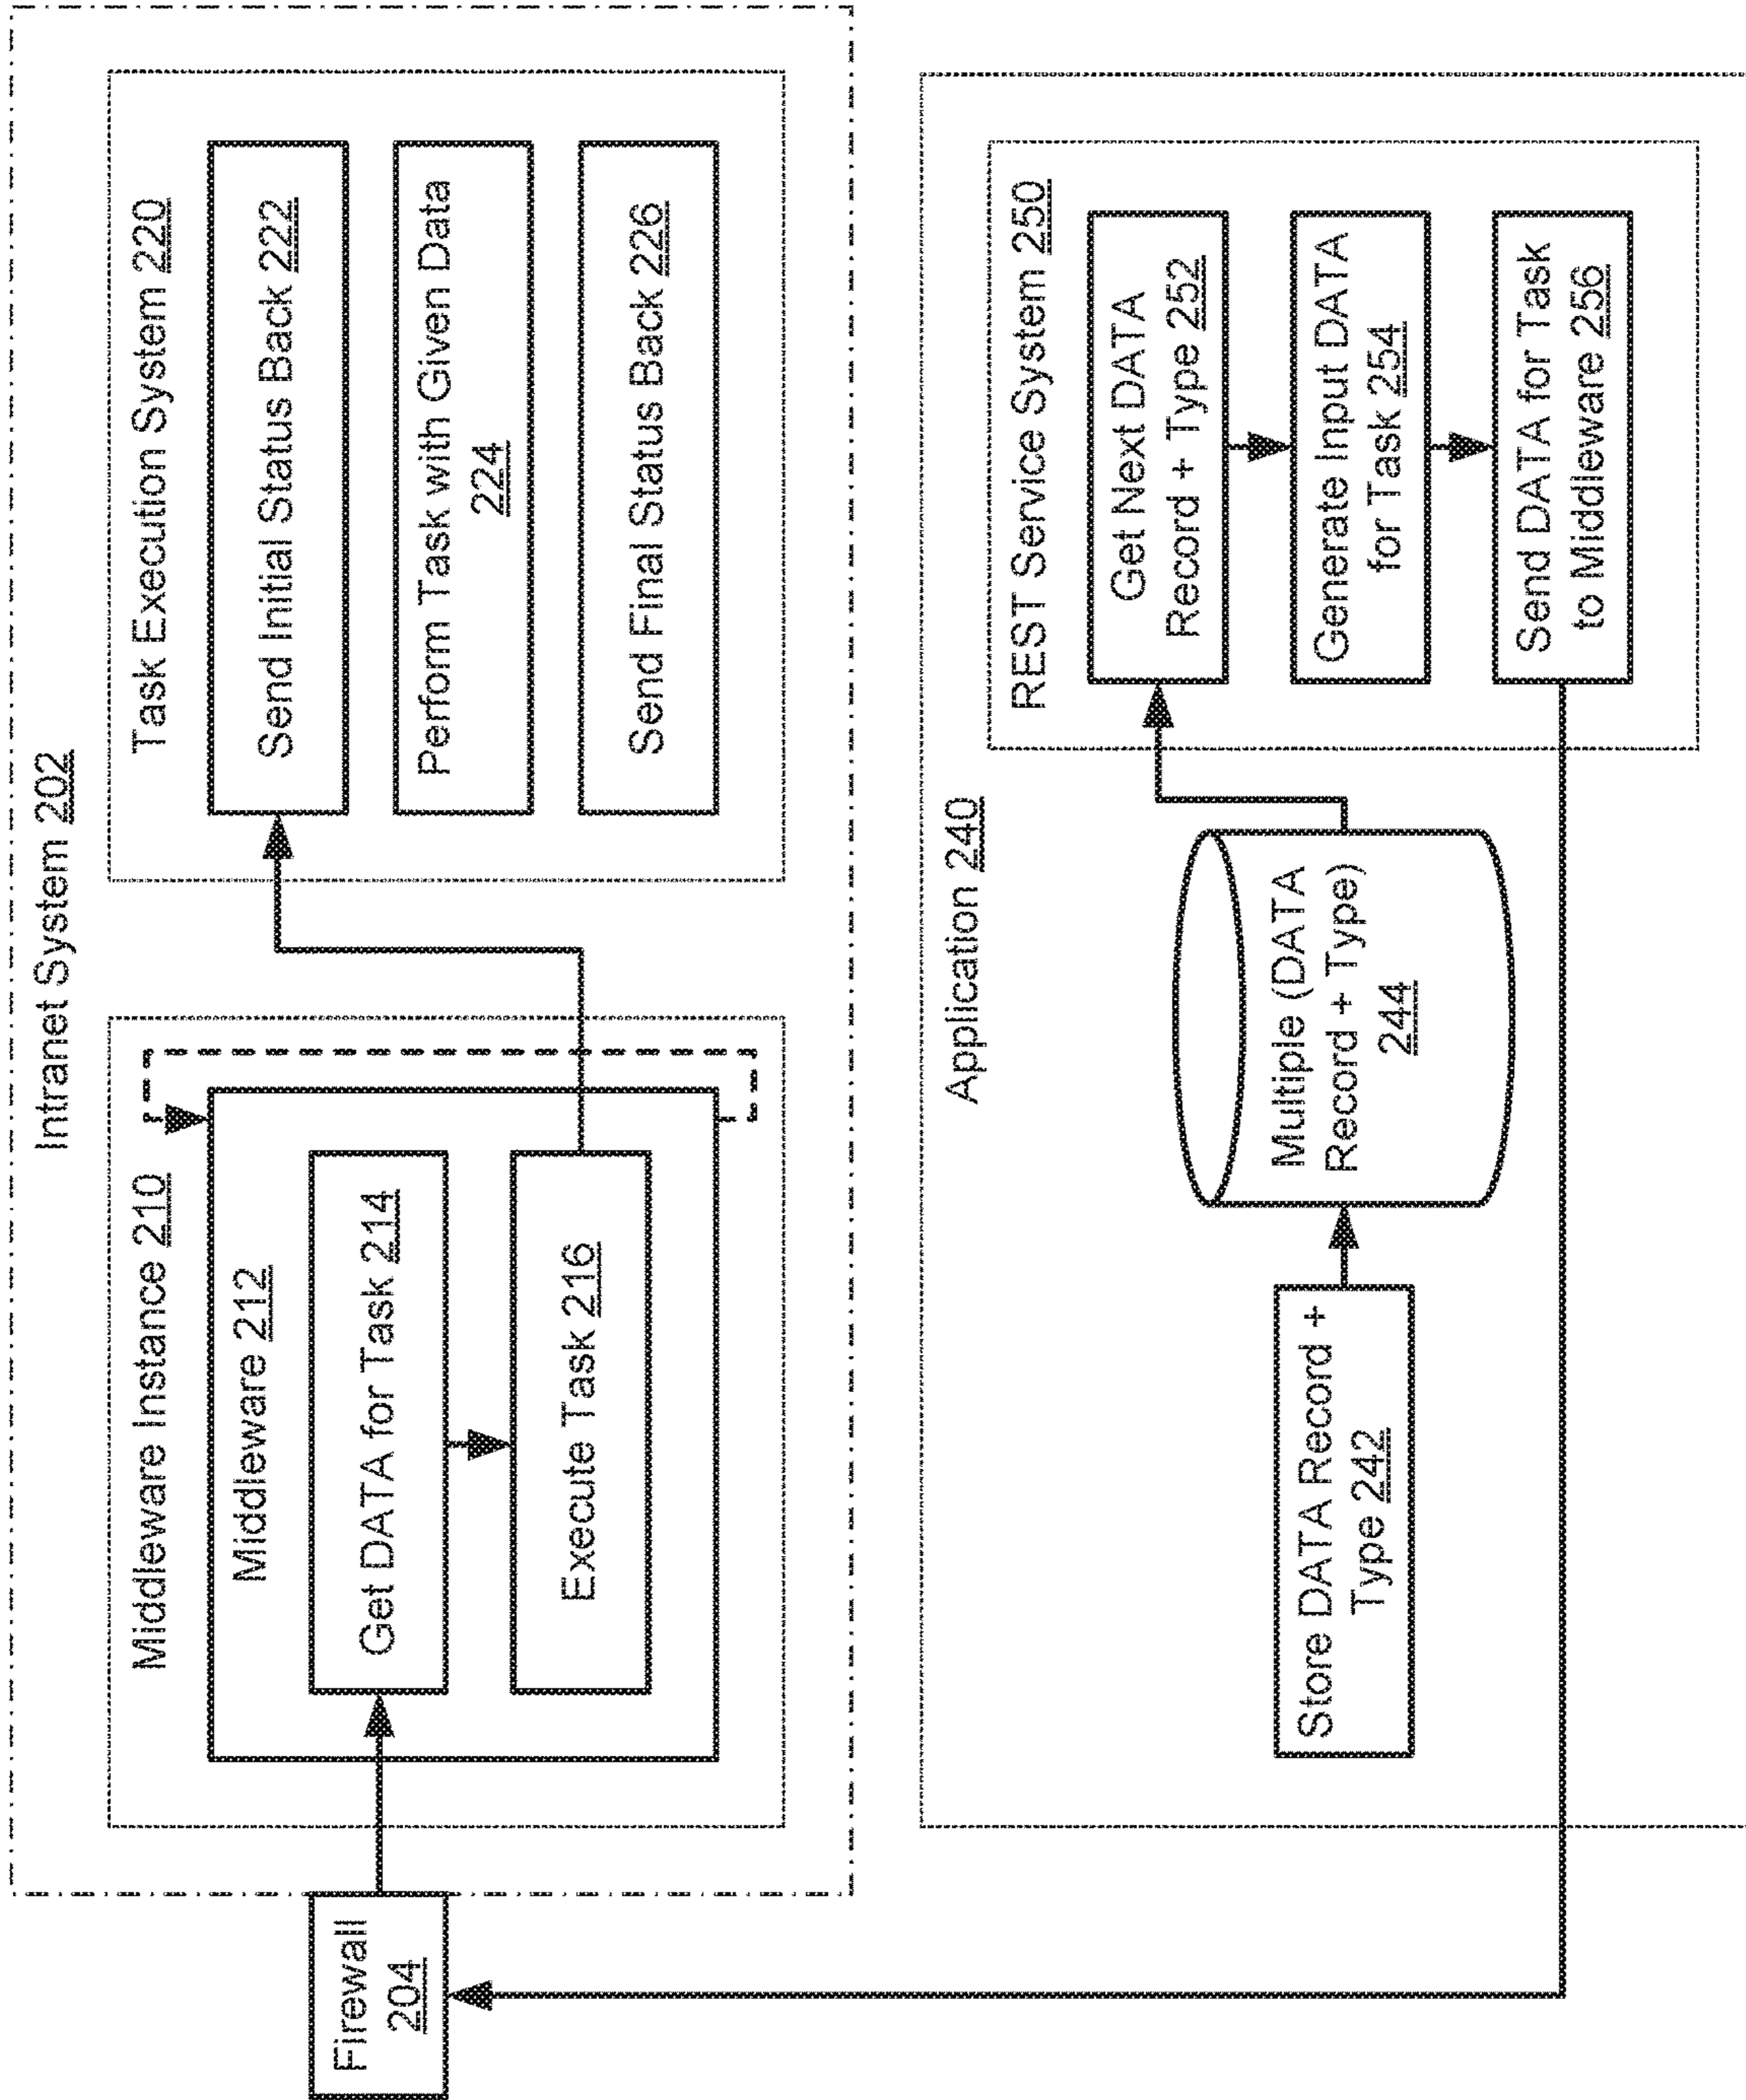 Intranet System 202
Firewall
204
Middleware Instance 210
Middleware 212
Get DATA for Task 214
Execute Task 216
Task Execution System 220
Send Initial Status Back 222
Perform Task with Given Data
224
Send Final Status Back 226
Application 240
Store DATA Record +
Type 242
Multiple (DATA
Record + Type)
244
REST Service System 250
Get Next DATA
Record + Type 252
Generate Input DATA
for Task 254
Send DATA for Task
to Middleware 256